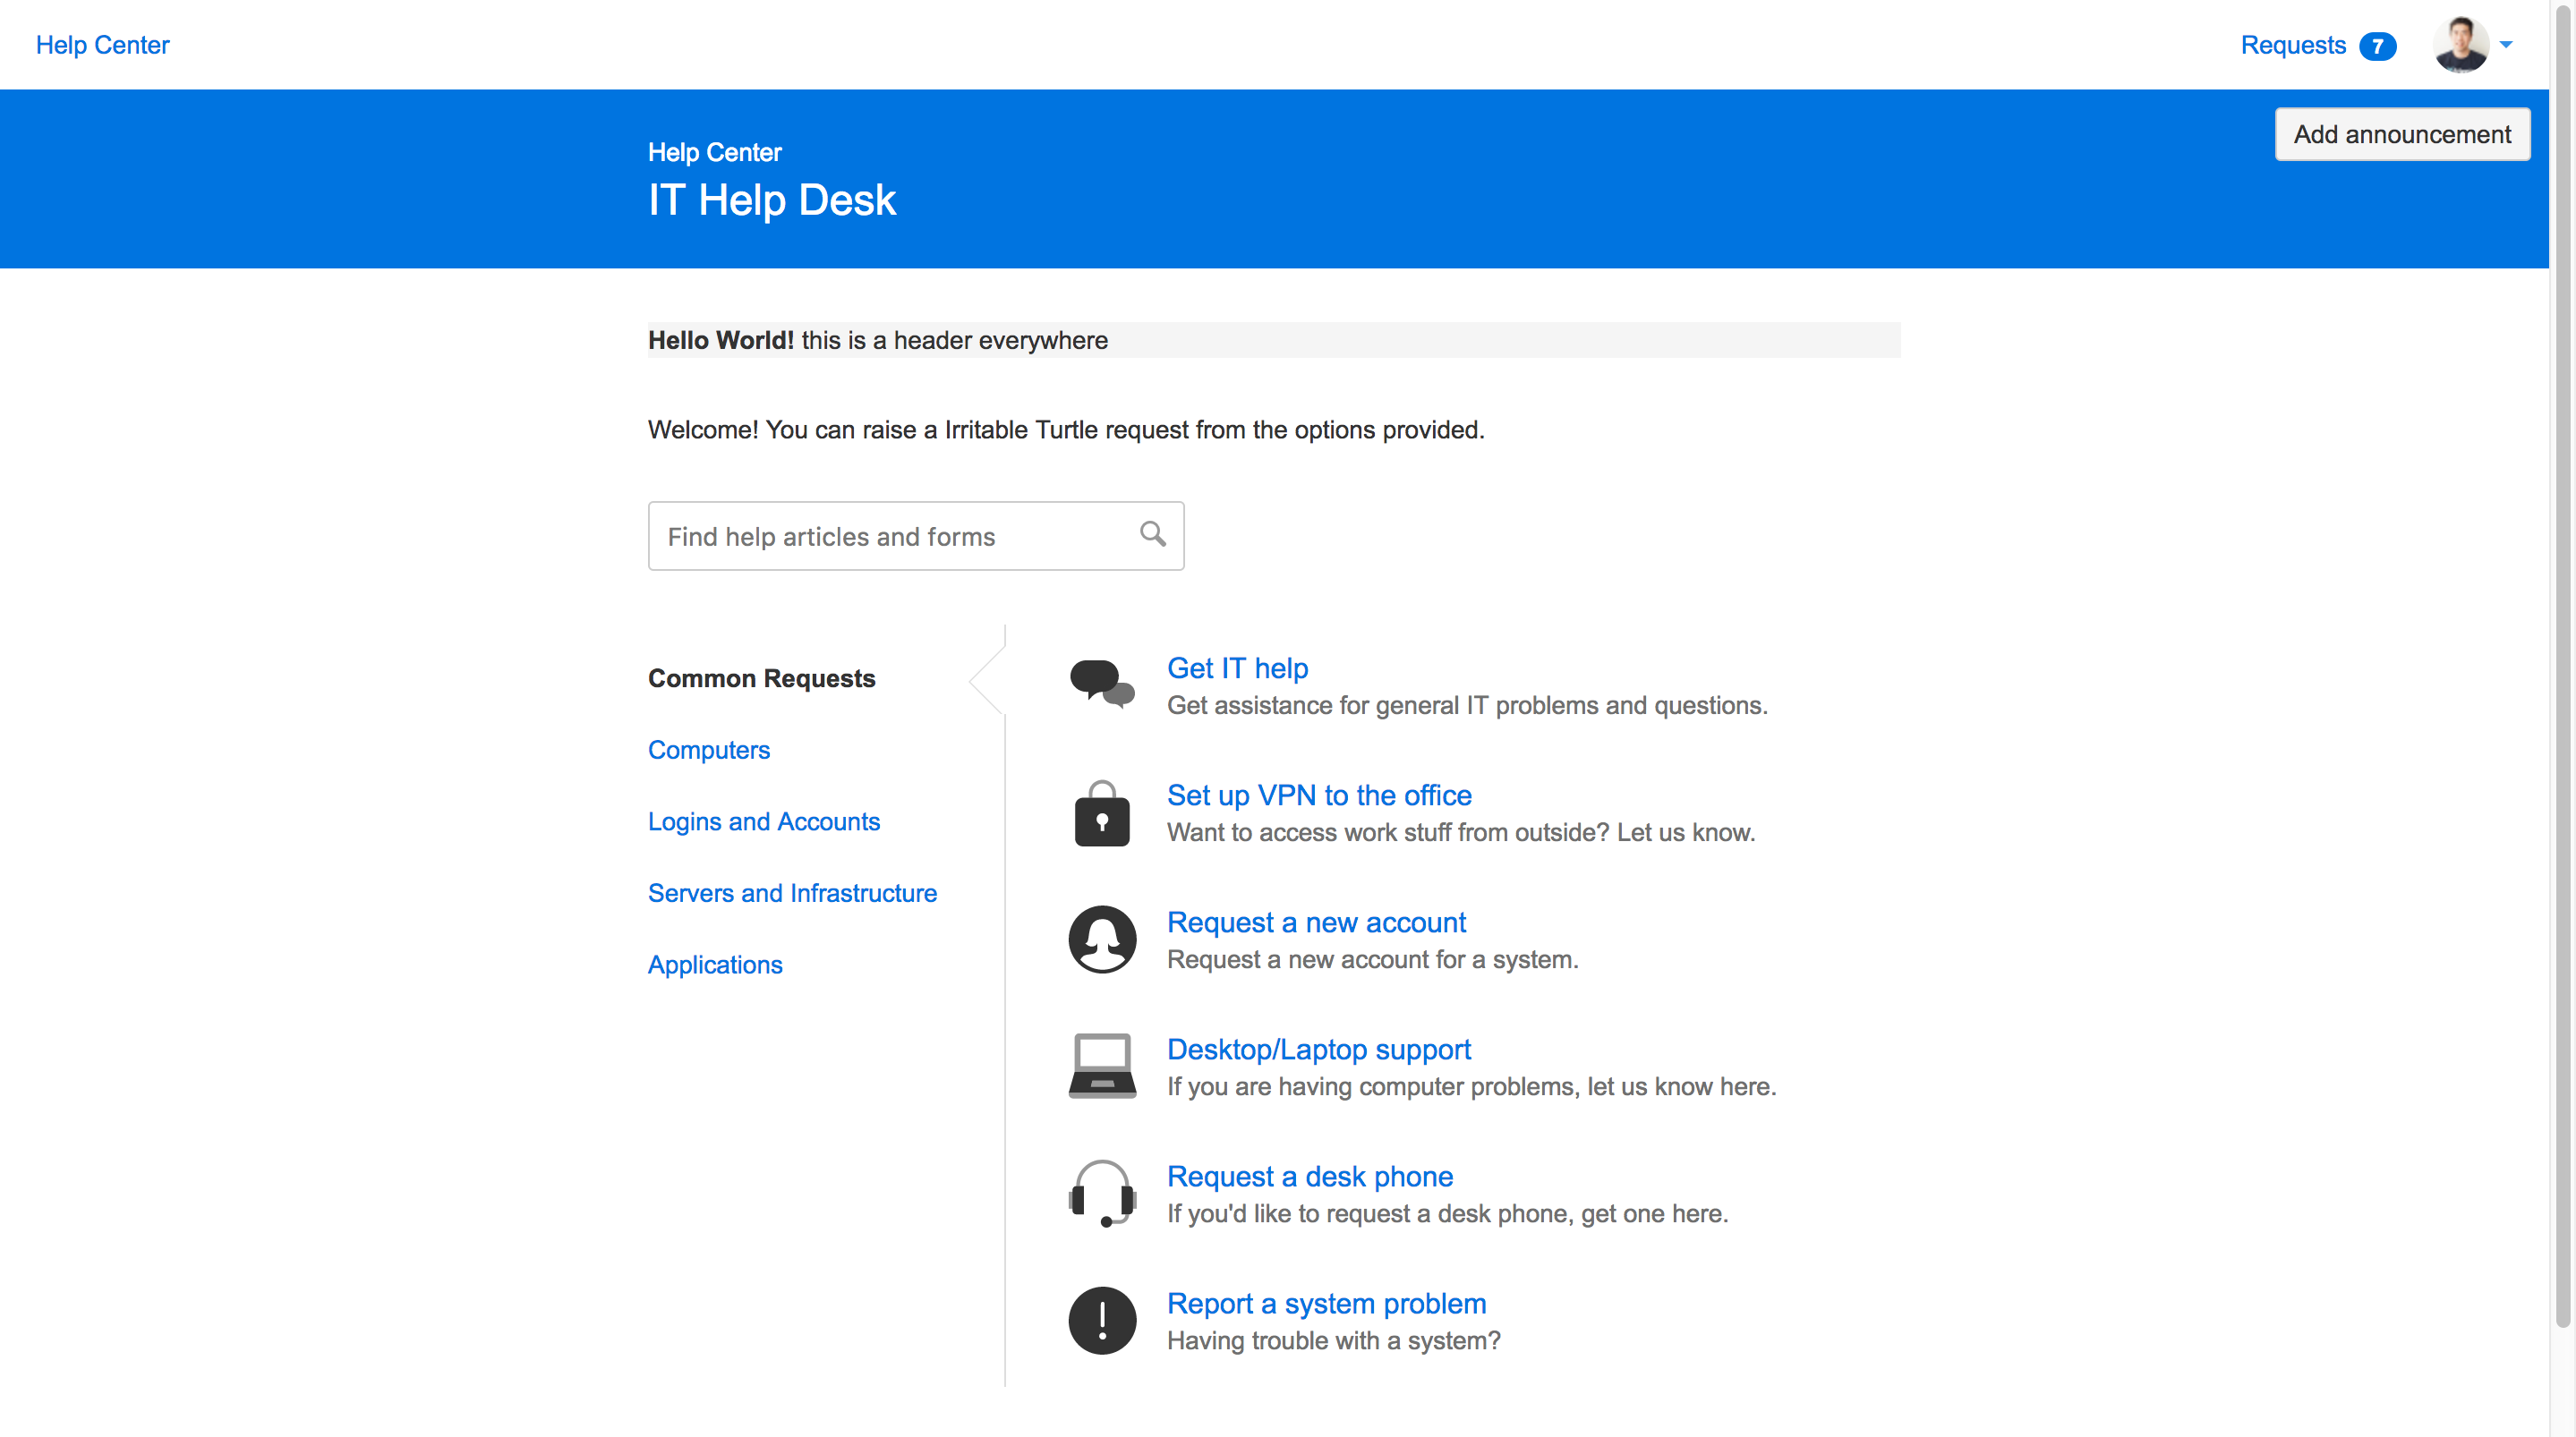 Help Center
Requests 7
Add announcement
Help Center
IT Help Desk
Hello World! this is a header everywhere
Welcome! You can raise a Irritable Turtle request from the options provided.
Find help articles and forms
Common Requests
Computers
Logins and Accounts
Servers and Infrastructure
Applications
Get IT help
Get assistance for general IT problems and questions.
Set up VPN to the office
Want to access work stuff from outside? Let us know.
Request a new account
Request a new account for a system.
Desktop/Laptop support
If you are having computer problems, let us know here.
Request a desk phone
If you'd like to request a desk phone, get one here.
Report a system problem
Having trouble with a system?